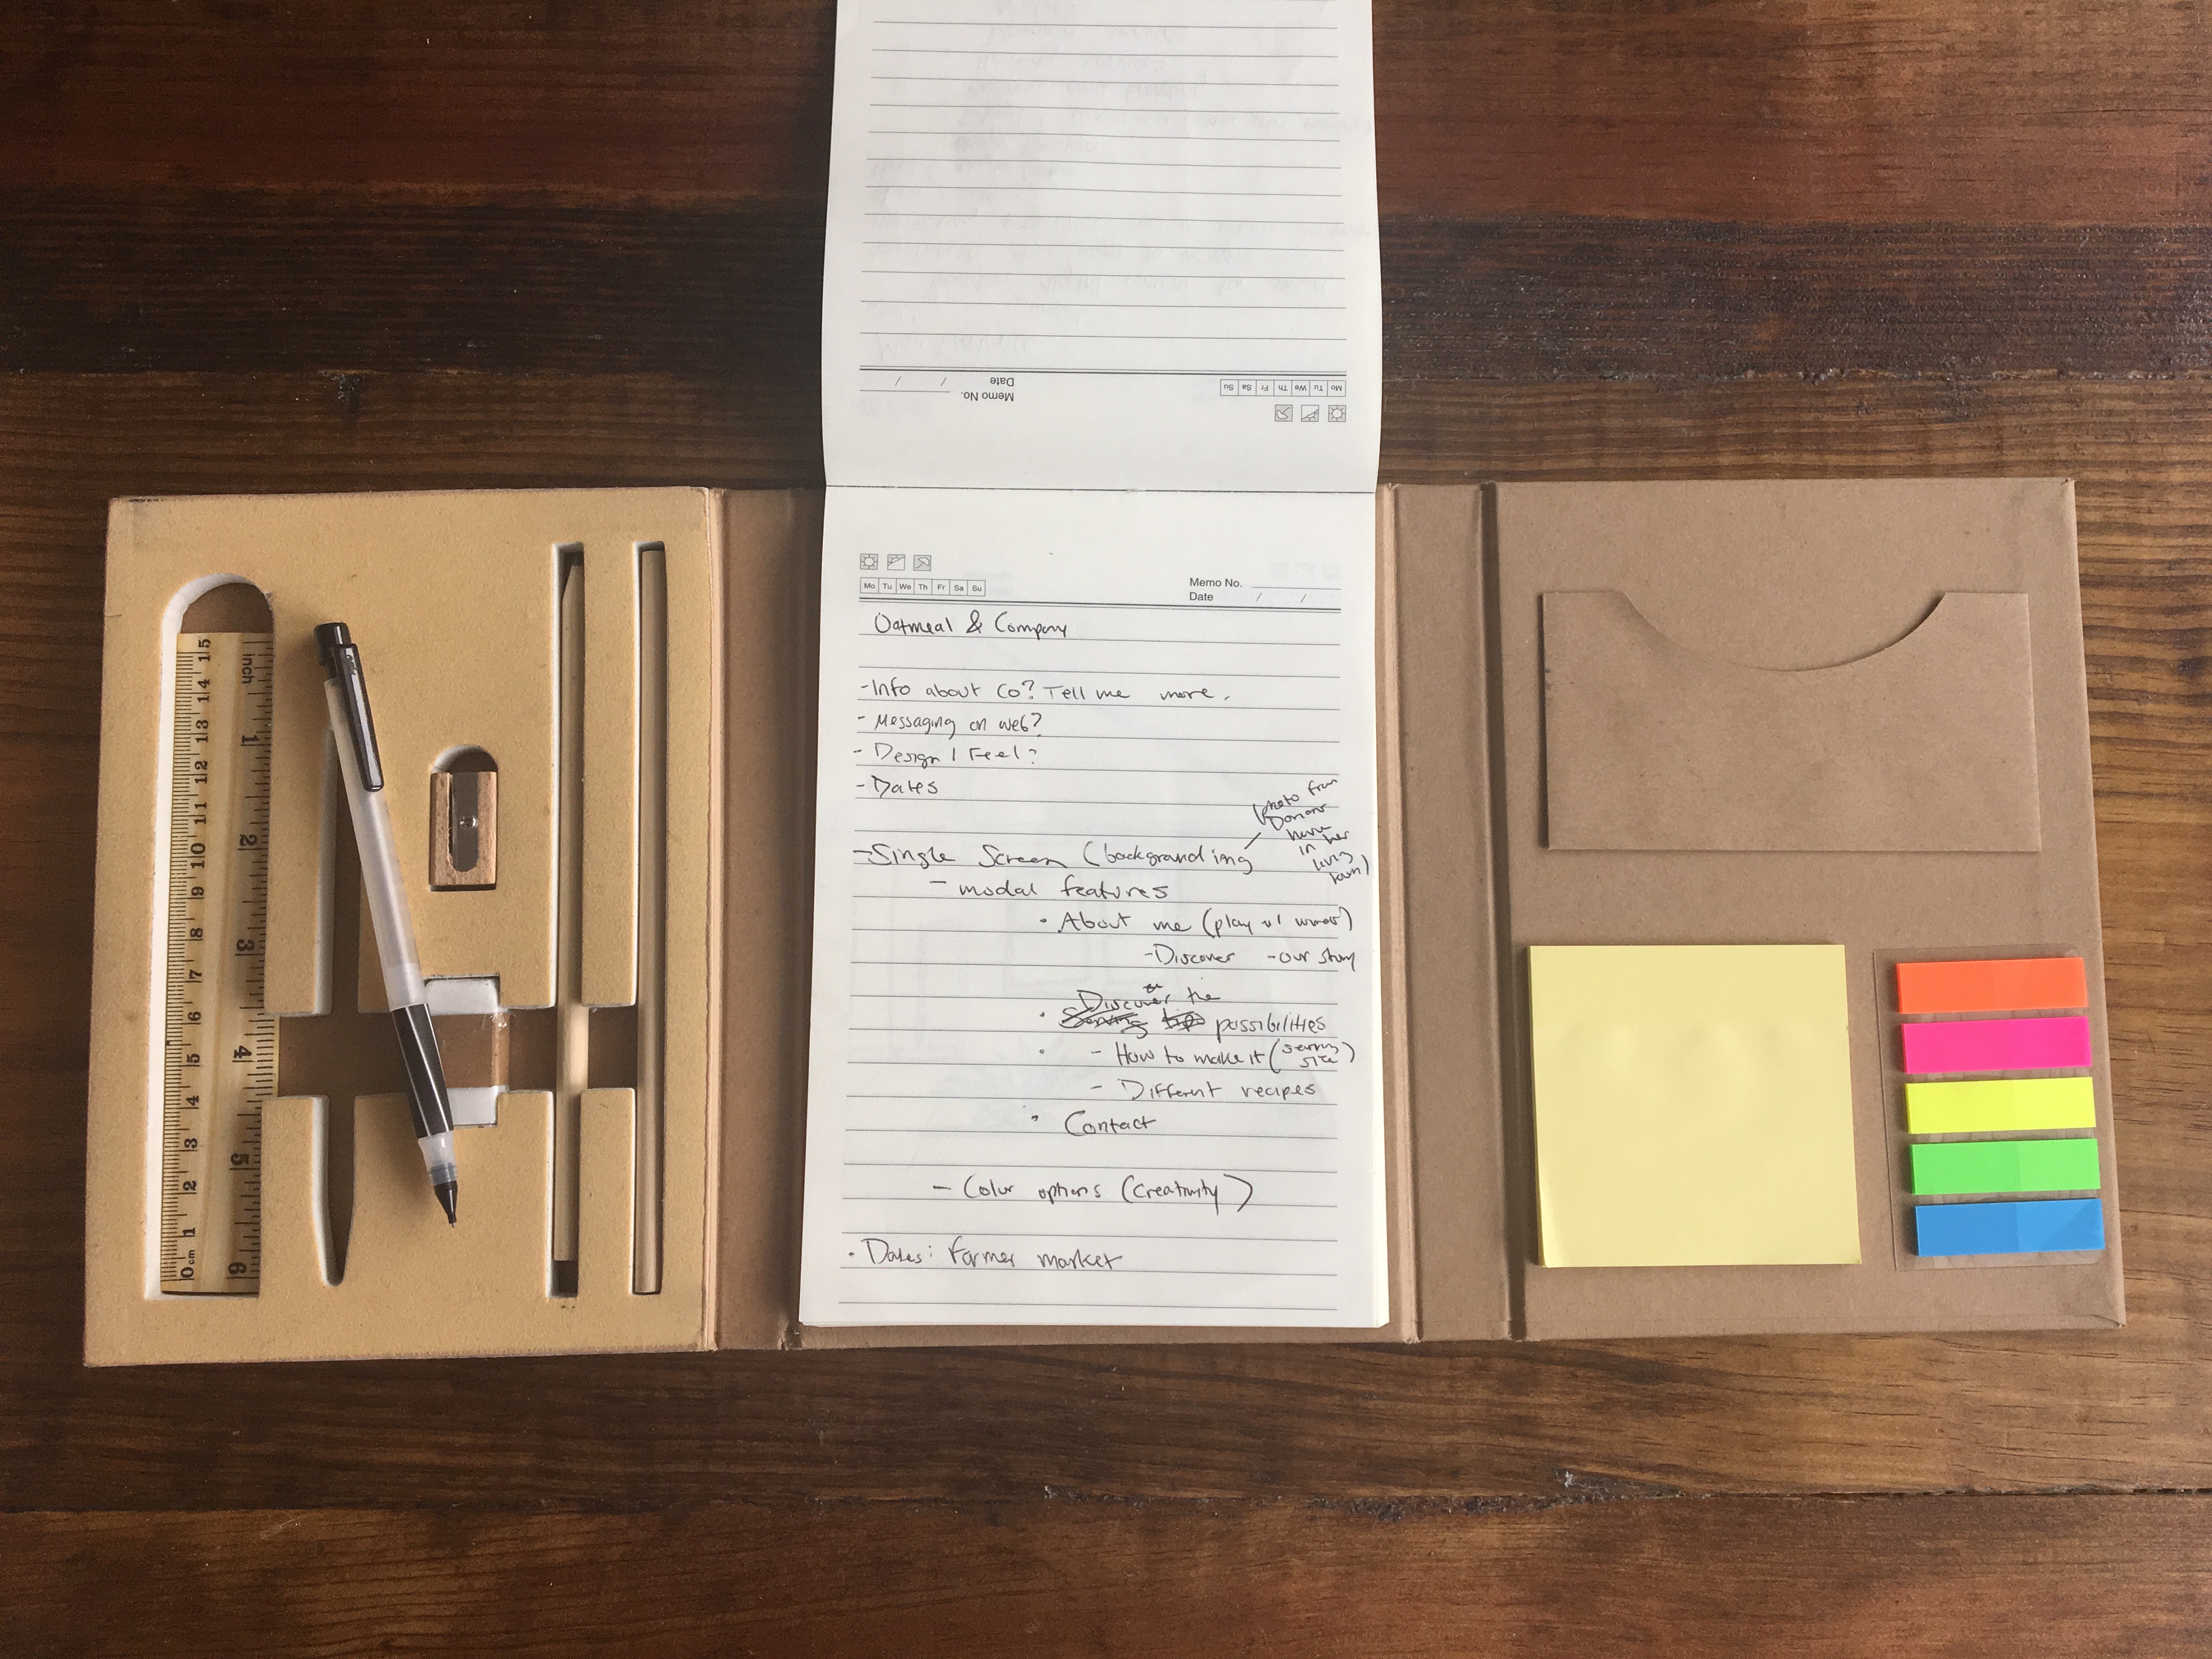 Date / /
Memo No.
Mo Tu We Th Fr Sa Su
Mo Tu We Th Fr Sa Su
Memo No.
Date / /
Oatmeal & Company
- Info about Co? Tell me more.
- Messaging on web?
- Design / Feel?
- Dates
(photo from
have
in her
living
room)
- Single Screen (background img
- modal features
• About me (play w/ words)
- Discover - our story
Discover the
• possibilities
• - How to make it (serving
size)
- Different recipes
• Contact
- Color options (creativity)
• Dates: Farmer market
inch
1
2
3
4
5
6
15
14
13
12
11
10
9
8
7
6
5
4
3
2
1
0 cm